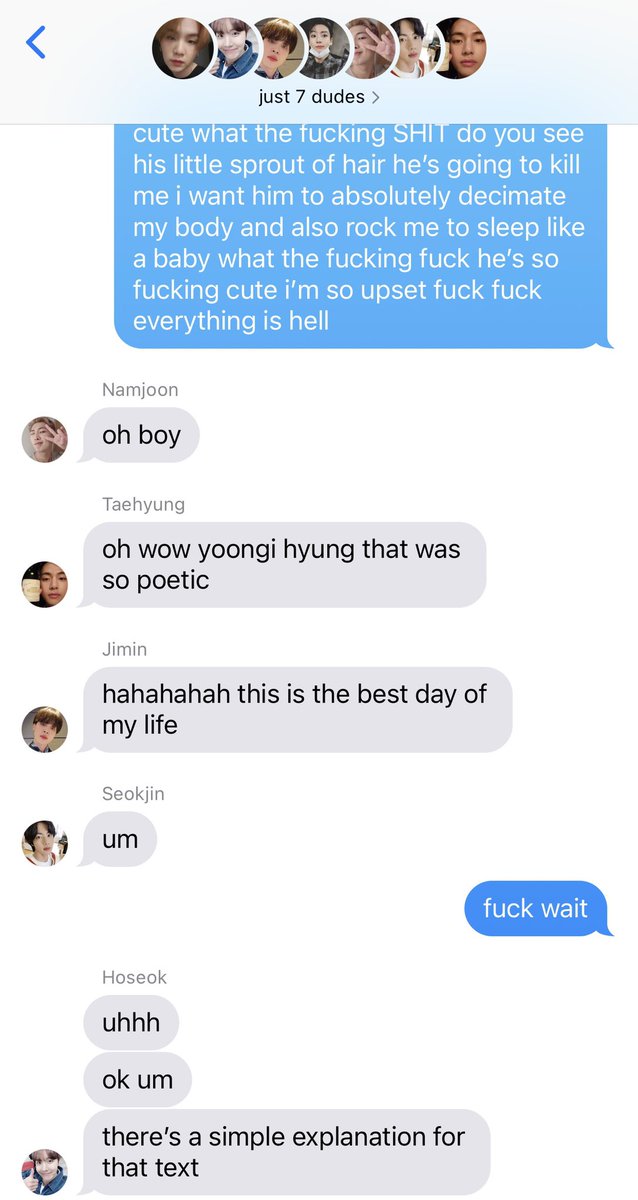 just 7 dudes
cute what the fucking SHIT do you see
his little sprout of hair he’s going to kill
me i want him to absolutely decimate
my body and also rock me to sleep like
a baby what the fucking fuck he’s so
fucking cute i’m so upset fuck fuck
everything is hell
Namjoon
oh boy
Taehyung
oh wow yoongi hyung that was
so poetic
Jimin
hahahahah this is the best day of
my life
Seokjin
um
fuck wait
Hoseok
uhhh
ok um
there’s a simple explanation for
that text